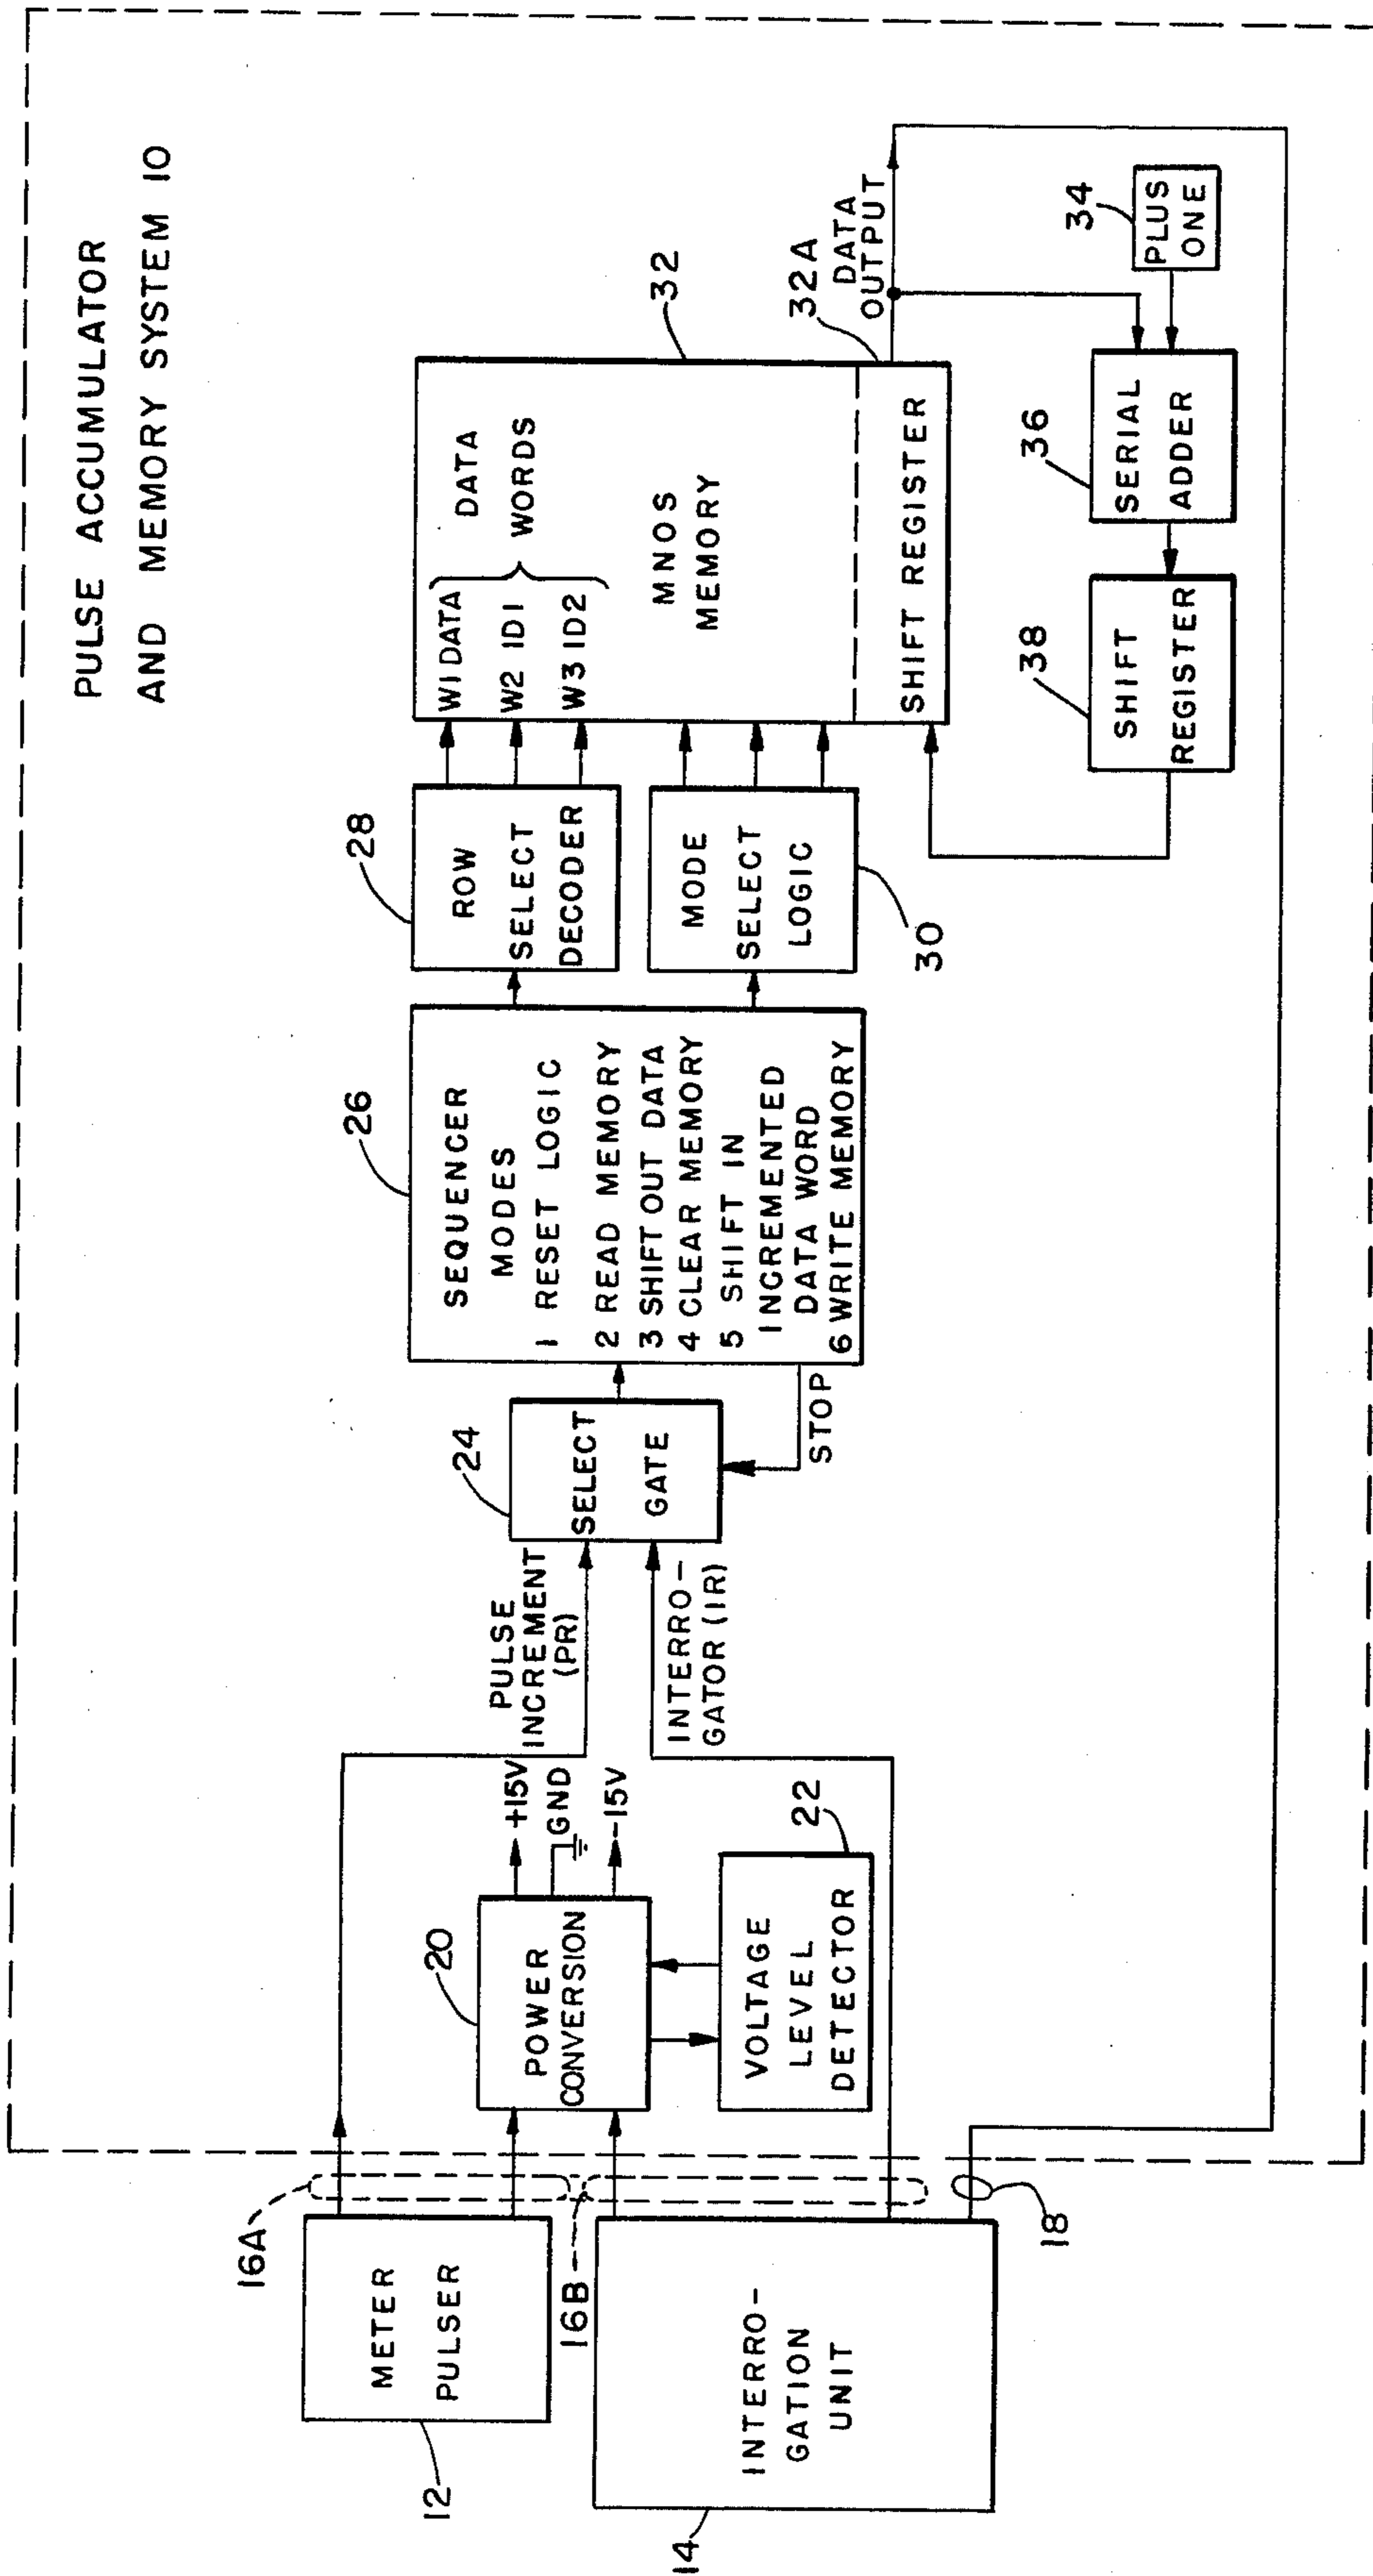 PULSE ACCUMULATOR
AND MEMORY SYSTEM 10
16A
METER
PULSER
12
16B
INTERRO-
GATION
UNIT
14
18
20
POWER
CONVERSION
+15V
GND
-15V
VOLTAGE
LEVEL
DETECTOR
22
PULSE
INCREMENT
(PR)
INTERRO-
GATOR (IR)
24
SELECT
GATE
STOP
26
SEQUENCER
MODES
1 RESET LOGIC
2 READ MEMORY
3 SHIFT OUT DATA
4 CLEAR MEMORY
5 SHIFT IN
INCREMENTED
DATA WORD
6 WRITE MEMORY
28
ROW
SELECT
DECODER
MODE
SELECT
LOGIC
30
W1 DATA
W2 ID1
W3 ID2
DATA
WORDS
MNOS
MEMORY
32
SHIFT REGISTER
32A
DATA
OUTPUT
34
PLUS
ONE
36
SERIAL
ADDER
38
SHIFT
REGISTER